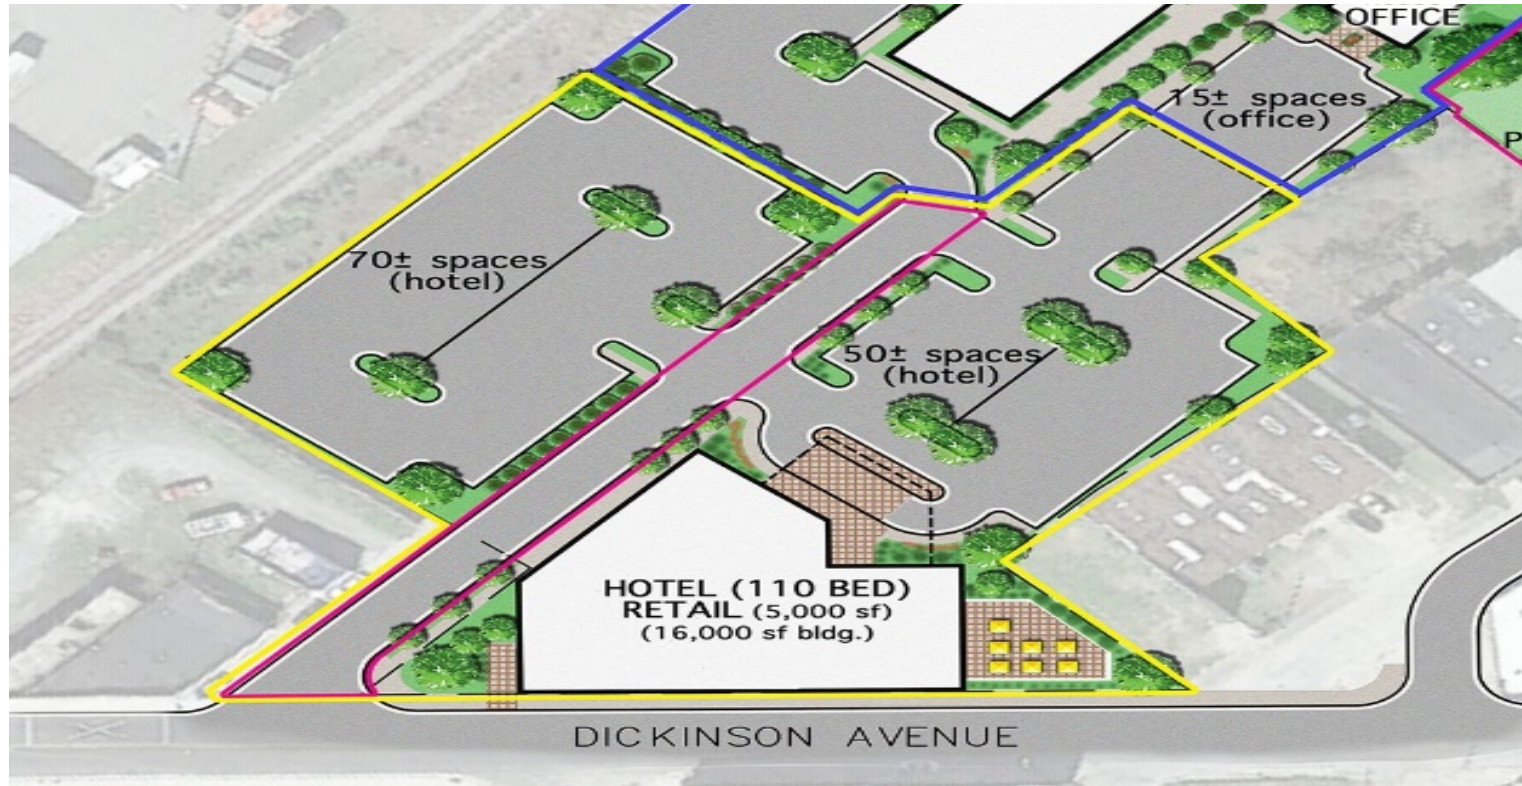 OFFICE
15± spaces
(office)
P
70± spaces
(hotel)
50± spaces
(hotel)
HOTEL (110 BED)
RETAIL (5,000 sf)
(16,000 sf bldg.)
DICKINSON AVENUE